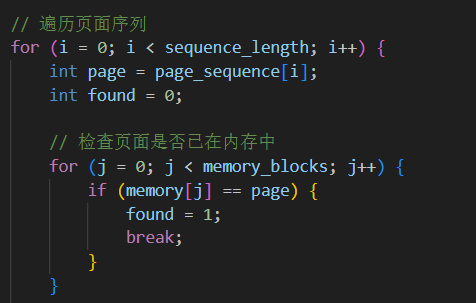 // 遍历页面序列
for (i = 0; i < sequence_length; i++) {
    int page = page_sequence[i];
    int found = 0;

    // 检查页面是否已在内存中
    for (j = 0; j < memory_blocks; j++) {
        if (memory[j] == page) {
            found = 1;
            break;
        }
    }